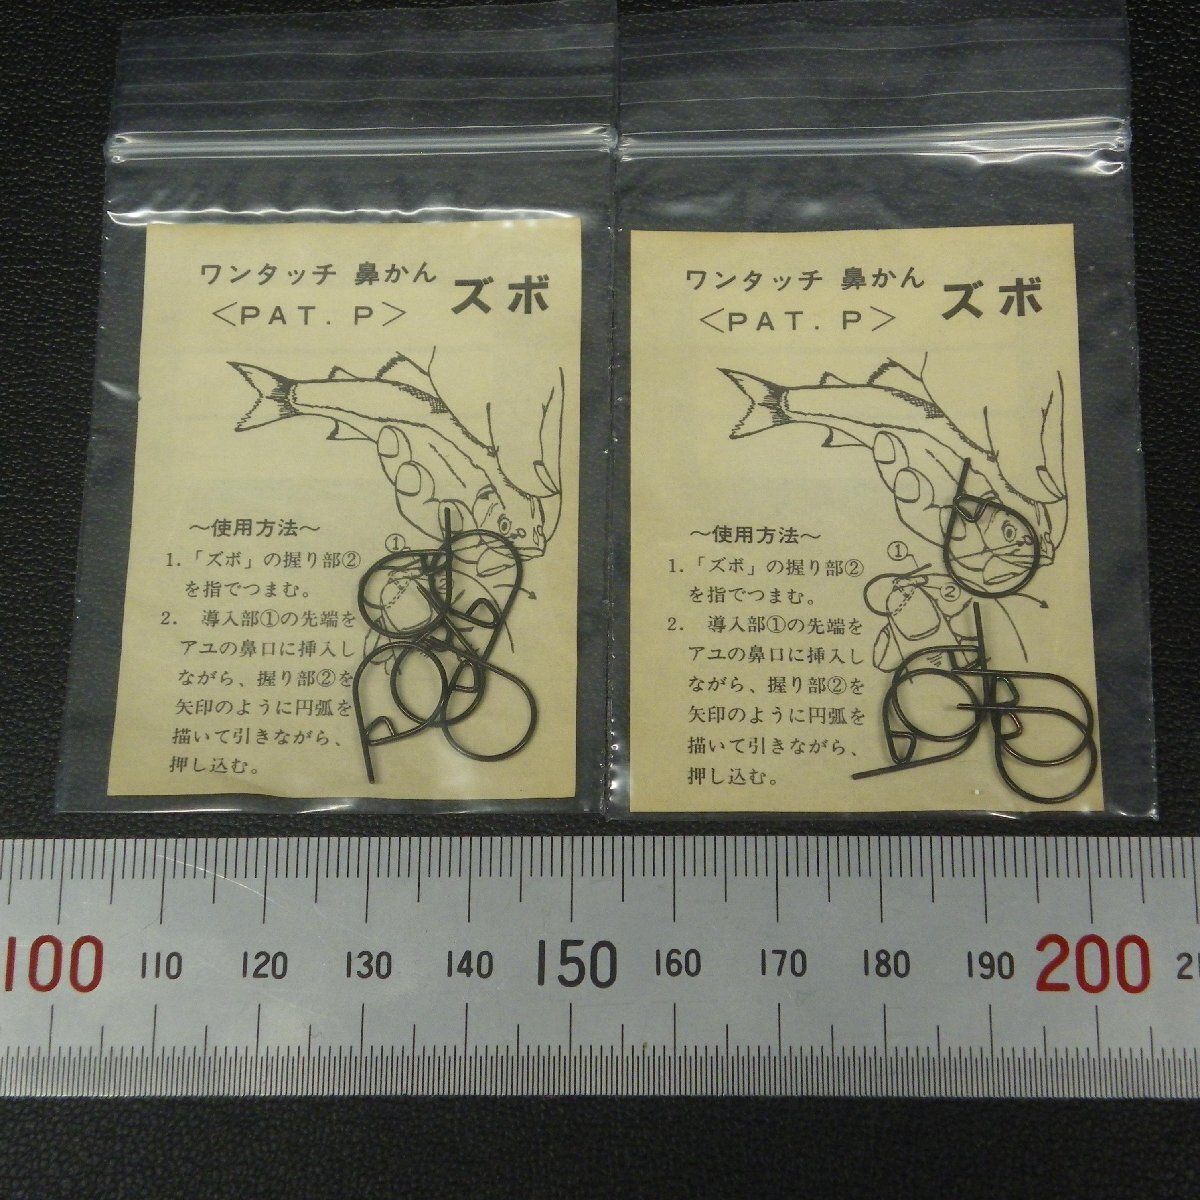 ワンタッチ 鼻かん ズボ
<PAT. P>
①
～使用方法～
1.「ズボ」の握り部②
を指でつまむ。
2. 導入部①の先端を
アユの鼻口に挿入し
ながら、握り部②を
矢印のように円弧を
描いて引きながら、
押し込む。
ワンタッチ 鼻かん ズボ
<PAT. P>
①
②
～使用方法～
1.「ズボ」の握り部②
を指でつまむ。
2. 導入部①の先端を
アユの鼻口に挿入し
ながら、握り部②を
矢印のように円弧を
描いて引きながら、
押し込む。
100 110 120 130 140 150 160 170 180 190 200